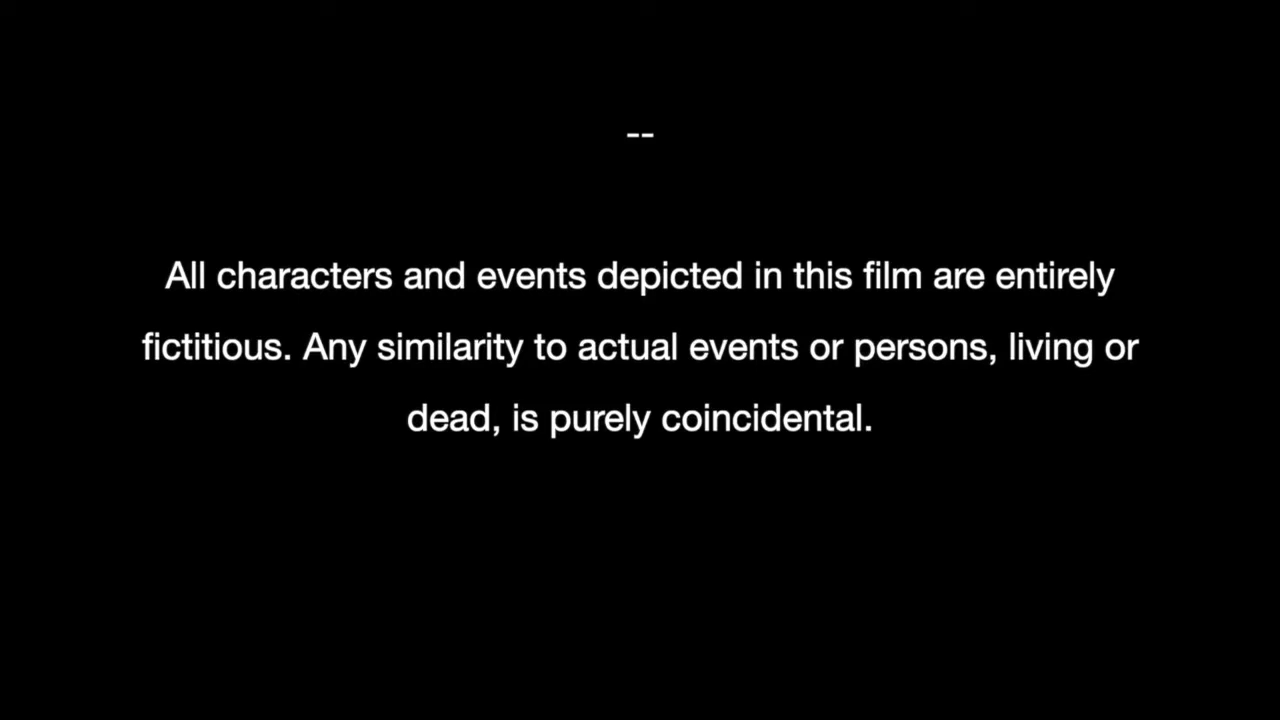 --
All characters and events depicted in this film are entirely
fictitious. Any similarity to actual events or persons, living or
dead, is purely coincidental.